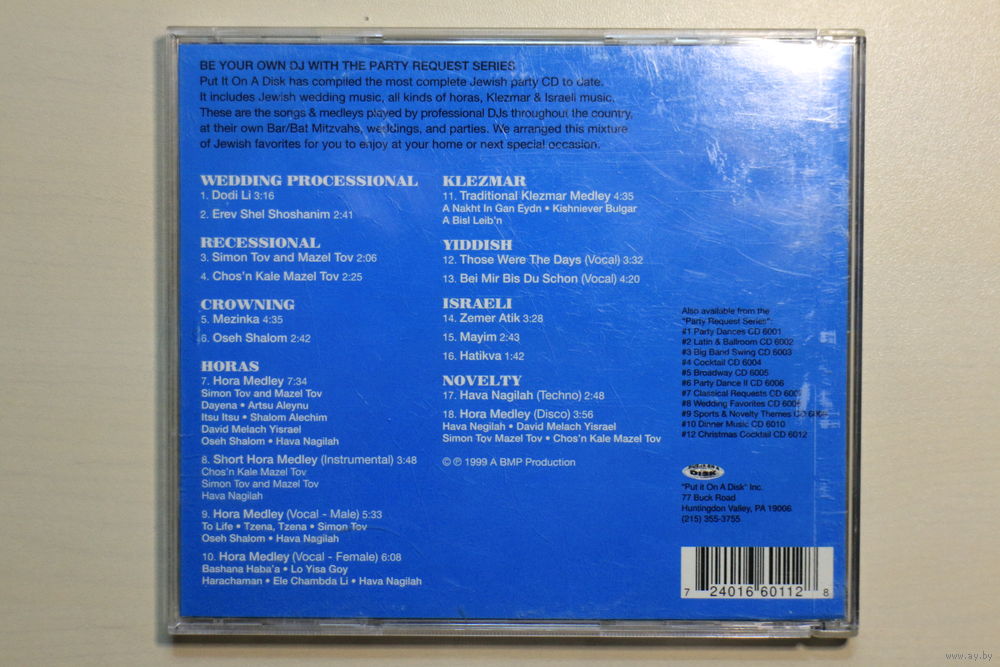 BE YOUR OWN DJ WITH THE PARTY REQUEST SERIES
Put It On A Disk has compiled the most complete Jewish party CD to date.
It includes Jewish wedding music, all kinds of horas, Klezmar & Israeli music.
These are the songs & medleys played by professional DJs throughout the country,
at their own Bar/Bat Mitzvahs, weddings, and parties. We arranged this mixture
of Jewish favorites for you to enjoy at your home or next special occasion.
WEDDING PROCESSIONAL
1. Dodi Li 3:16
2. Erev Shel Shoshanim 2:41
RECESSIONAL
3. Simon Tov and Mazel Tov 2:06
4. Chos'n Kale Mazel Tov 2:25
CROWNING
5. Mezinka 4:35
6. Oseh Shalom 2:42
HORAS
7. Hora Medley 7:34
Simon Tov and Mazel Tov
Dayena • Artsu Aleynu
Itsu Itsu • Shalom Alechim
David Melach Yisrael
Oseh Shalom • Hava Nagilah
8. Short Hora Medley (Instrumental) 3:48
Chos'n Kale Mazel Tov
Simon Tov and Mazel Tov
Hava Nagilah
9. Hora Medley (Vocal - Male) 5:33
To Life • Tzena, Tzena • Simon Tov
Oseh Shalom • Hava Nagilah
10. Hora Medley (Vocal - Female) 6:08
Bashana Haba'a • Lo Yisa Goy
Harachaman • Ele Chambda Li • Hava Nagilah
KLEZMAR
11. Traditional Klezmar Medley 4:35
A Nakht In Gan Eydn • Kishniever Bulgar
A Bisl Leib'n
YIDDISH
12. Those Were The Days (Vocal) 3:32
13. Bei Mir Bis Du Schon (Vocal) 4:20
ISRAELI
14. Zemer Atik 3:28
15. Mayim 2:43
16. Hatikva 1:42
NOVELTY
17. Hava Nagilah (Techno) 2:48
18. Hora Medley (Disco) 3:56
Hava Negilah • David Melach Yisrael
Simon Tov Mazel Tov • Chos'n Kale Mazel Tov
© ℗ 1999 A BMP Production
Also available from the
"Party Request Series".
#1 Party Dances CD 6001
#2 Latin & Ballroom CD 6002
#3 Big Band Swing CD 6003
#4 Cocktail CD 6004
#5 Broadway CD 6005
#6 Party Dance II CD 6006
#7 Classical Requests CD
#8 Wedding Favorites CD
#9 Sports & Novelty Themes CD
#10 Dinner Music CD 6010
#12 Christmas Cocktail CD 6012
DISK
"Put it On A Disk" Inc.
77 Buck Road
Huntingdon Valley, PA 19006
(215) 355-3755
7 24016 60112 8
www.ay.by